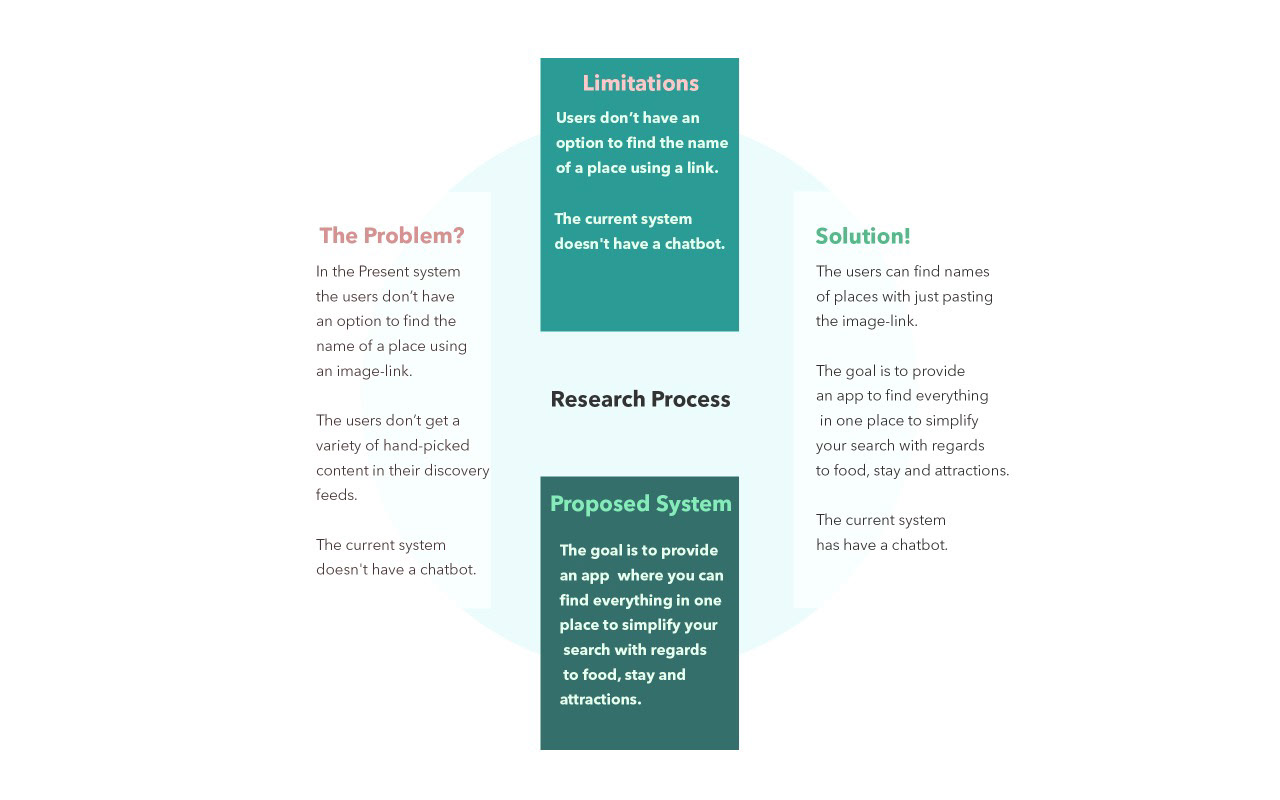 Limitations
Users don’t have an
option to find the name
of a place using a link.
The current system
doesn't have a chatbot.
The Problem?
In the Present system
the users don’t have
an option to find the
name of a place using
an image-link.
The users don’t get a
variety of hand-picked
content in their discovery
feeds.
The current system
doesn't have a chatbot.
Research Process
Solution!
The users can find names
of places with just pasting
the image-link.
The goal is to provide
an app to find everything
in one place to simplify
your search with regards
to food, stay and attractions.
The current system
has have a chatbot.
Proposed System
The goal is to provide
an app where you can
find everything in one
place to simplify your
search with regards
to food, stay and
attractions.